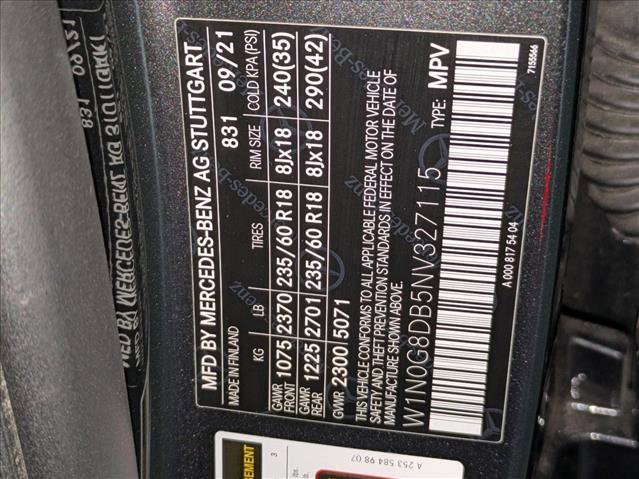 MFD BY MERCEDES-BENZ AG STUTTGART
MADE IN FINLAND 831 09/21
KG LB TIRES RIM SIZE COLD KPA (PSI)
GAWR FRONT 1075 2370 235/60 R18 8Jx18 240(35)
GAWR REAR 1225 2701 235/60 R18 8Jx18 290(42)
GVWR 2300 5071
THIS VEHICLE CONFORMS TO ALL APPLICABLE FEDERAL MOTOR VEHICLE
SAFETY AND THEFT PREVENTION STANDARDS IN EFFECT ON THE DATE OF
MANUFACTURE SHOWN ABOVE.
W1N0G8DB5NV327115 TYPE: MPV
A 000 817 54 04
7155566
A 253 584 98 07
3